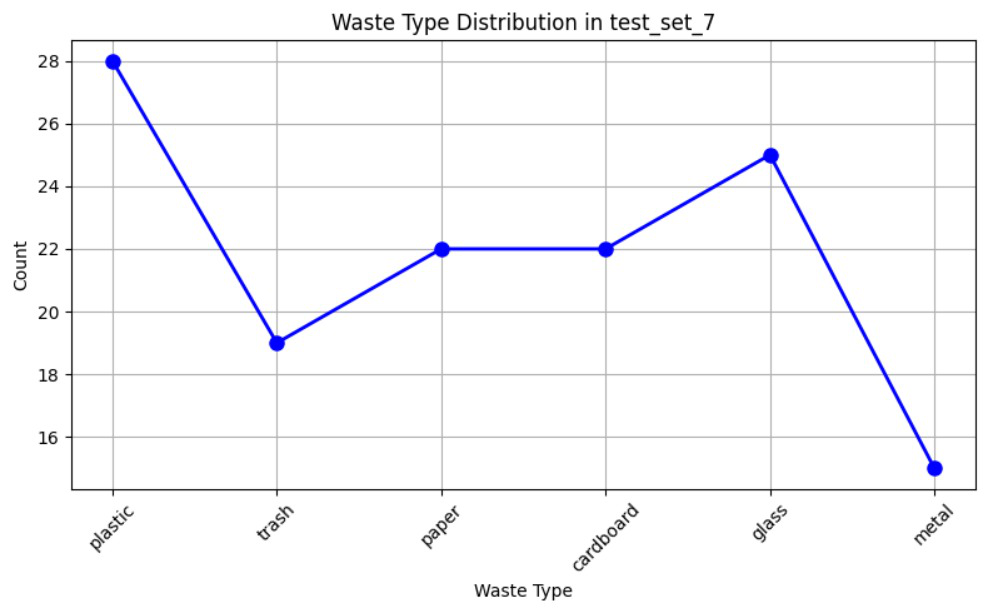 Waste Type Distribution in test_set_7
Count
28
26
24
22
20
18
16
plastic
trash
paper
cardboard
glass
metal
Waste Type